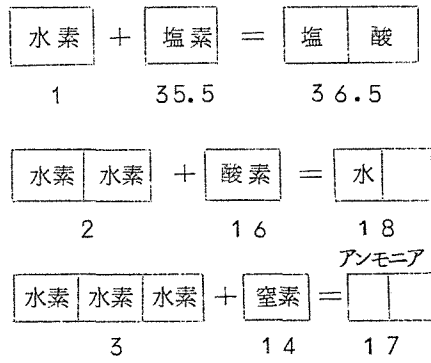 水素 + 塩素 = 塩 酸
1 35.5 36.5
水素 水素 + 酸素 = 水
2 16 18
アンモニア
水素 水素 水素 + 窒素 =
3 14 17